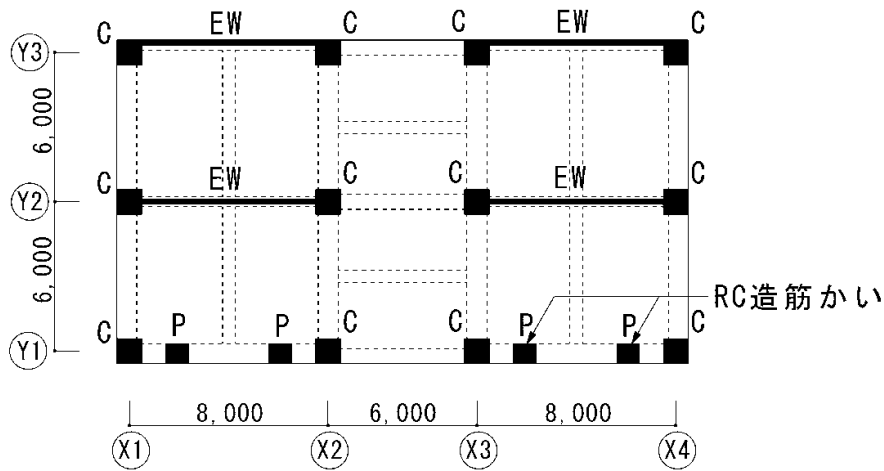 C EW C C EW C
Y3
6,000
C EW C C EW C
Y2
6,000
RC造筋かい
C P P C C P P C
Y1
8,000 6,000 8,000
X1 X2 X3 X4